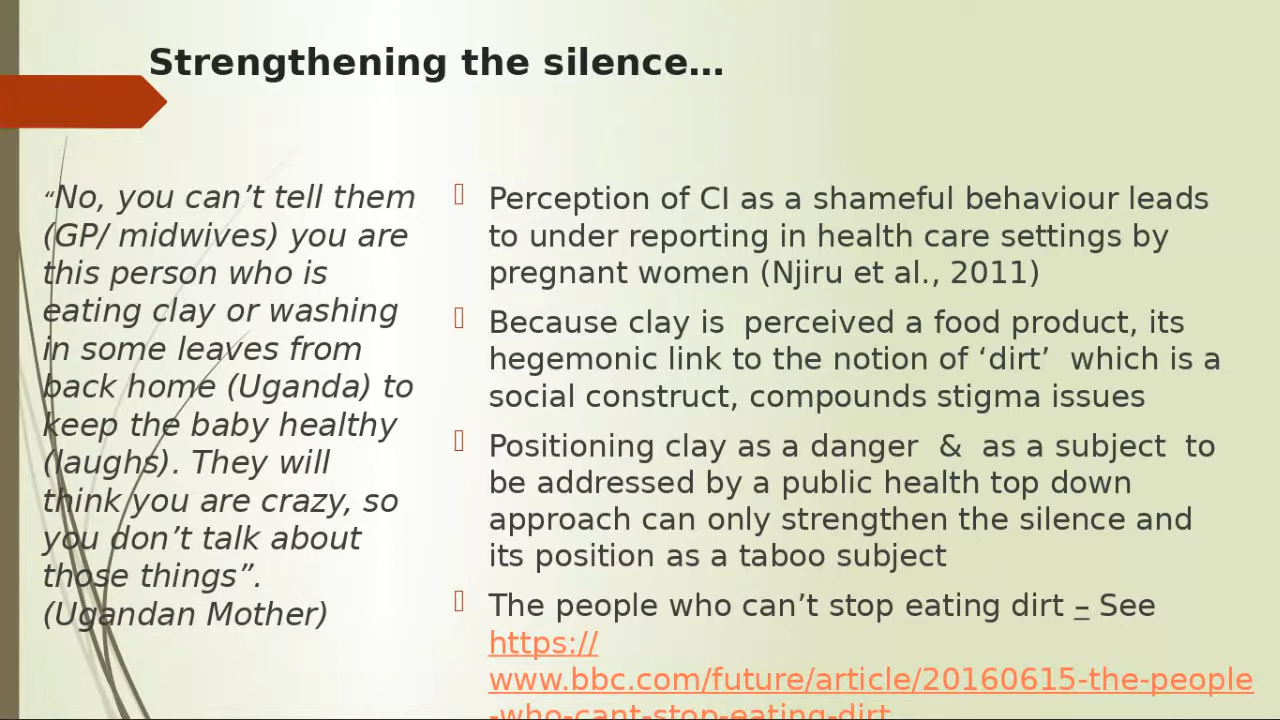 Strengthening the silence…
“No, you can’t tell them
(GP/ midwives) you are
this person who is
eating clay or washing
in some leaves from
back home (Uganda) to
keep the baby healthy
(laughs). They will
think you are crazy, so
you don’t talk about
those things”.
(Ugandan Mother)
Perception of CI as a shameful behaviour leads
to under reporting in health care settings by
pregnant women (Njiru et al., 2011)
Because clay is  perceived a food product, its
hegemonic link to the notion of ‘dirt’  which is a
social construct, compounds stigma issues
Positioning clay as a danger  &  as a subject  to
be addressed by a public health top down
approach can only strengthen the silence and
its position as a taboo subject
The people who can’t stop eating dirt – See
https://
www.bbc.com/future/article/20160615-the-people
-who-cant-stop-eating-dirt